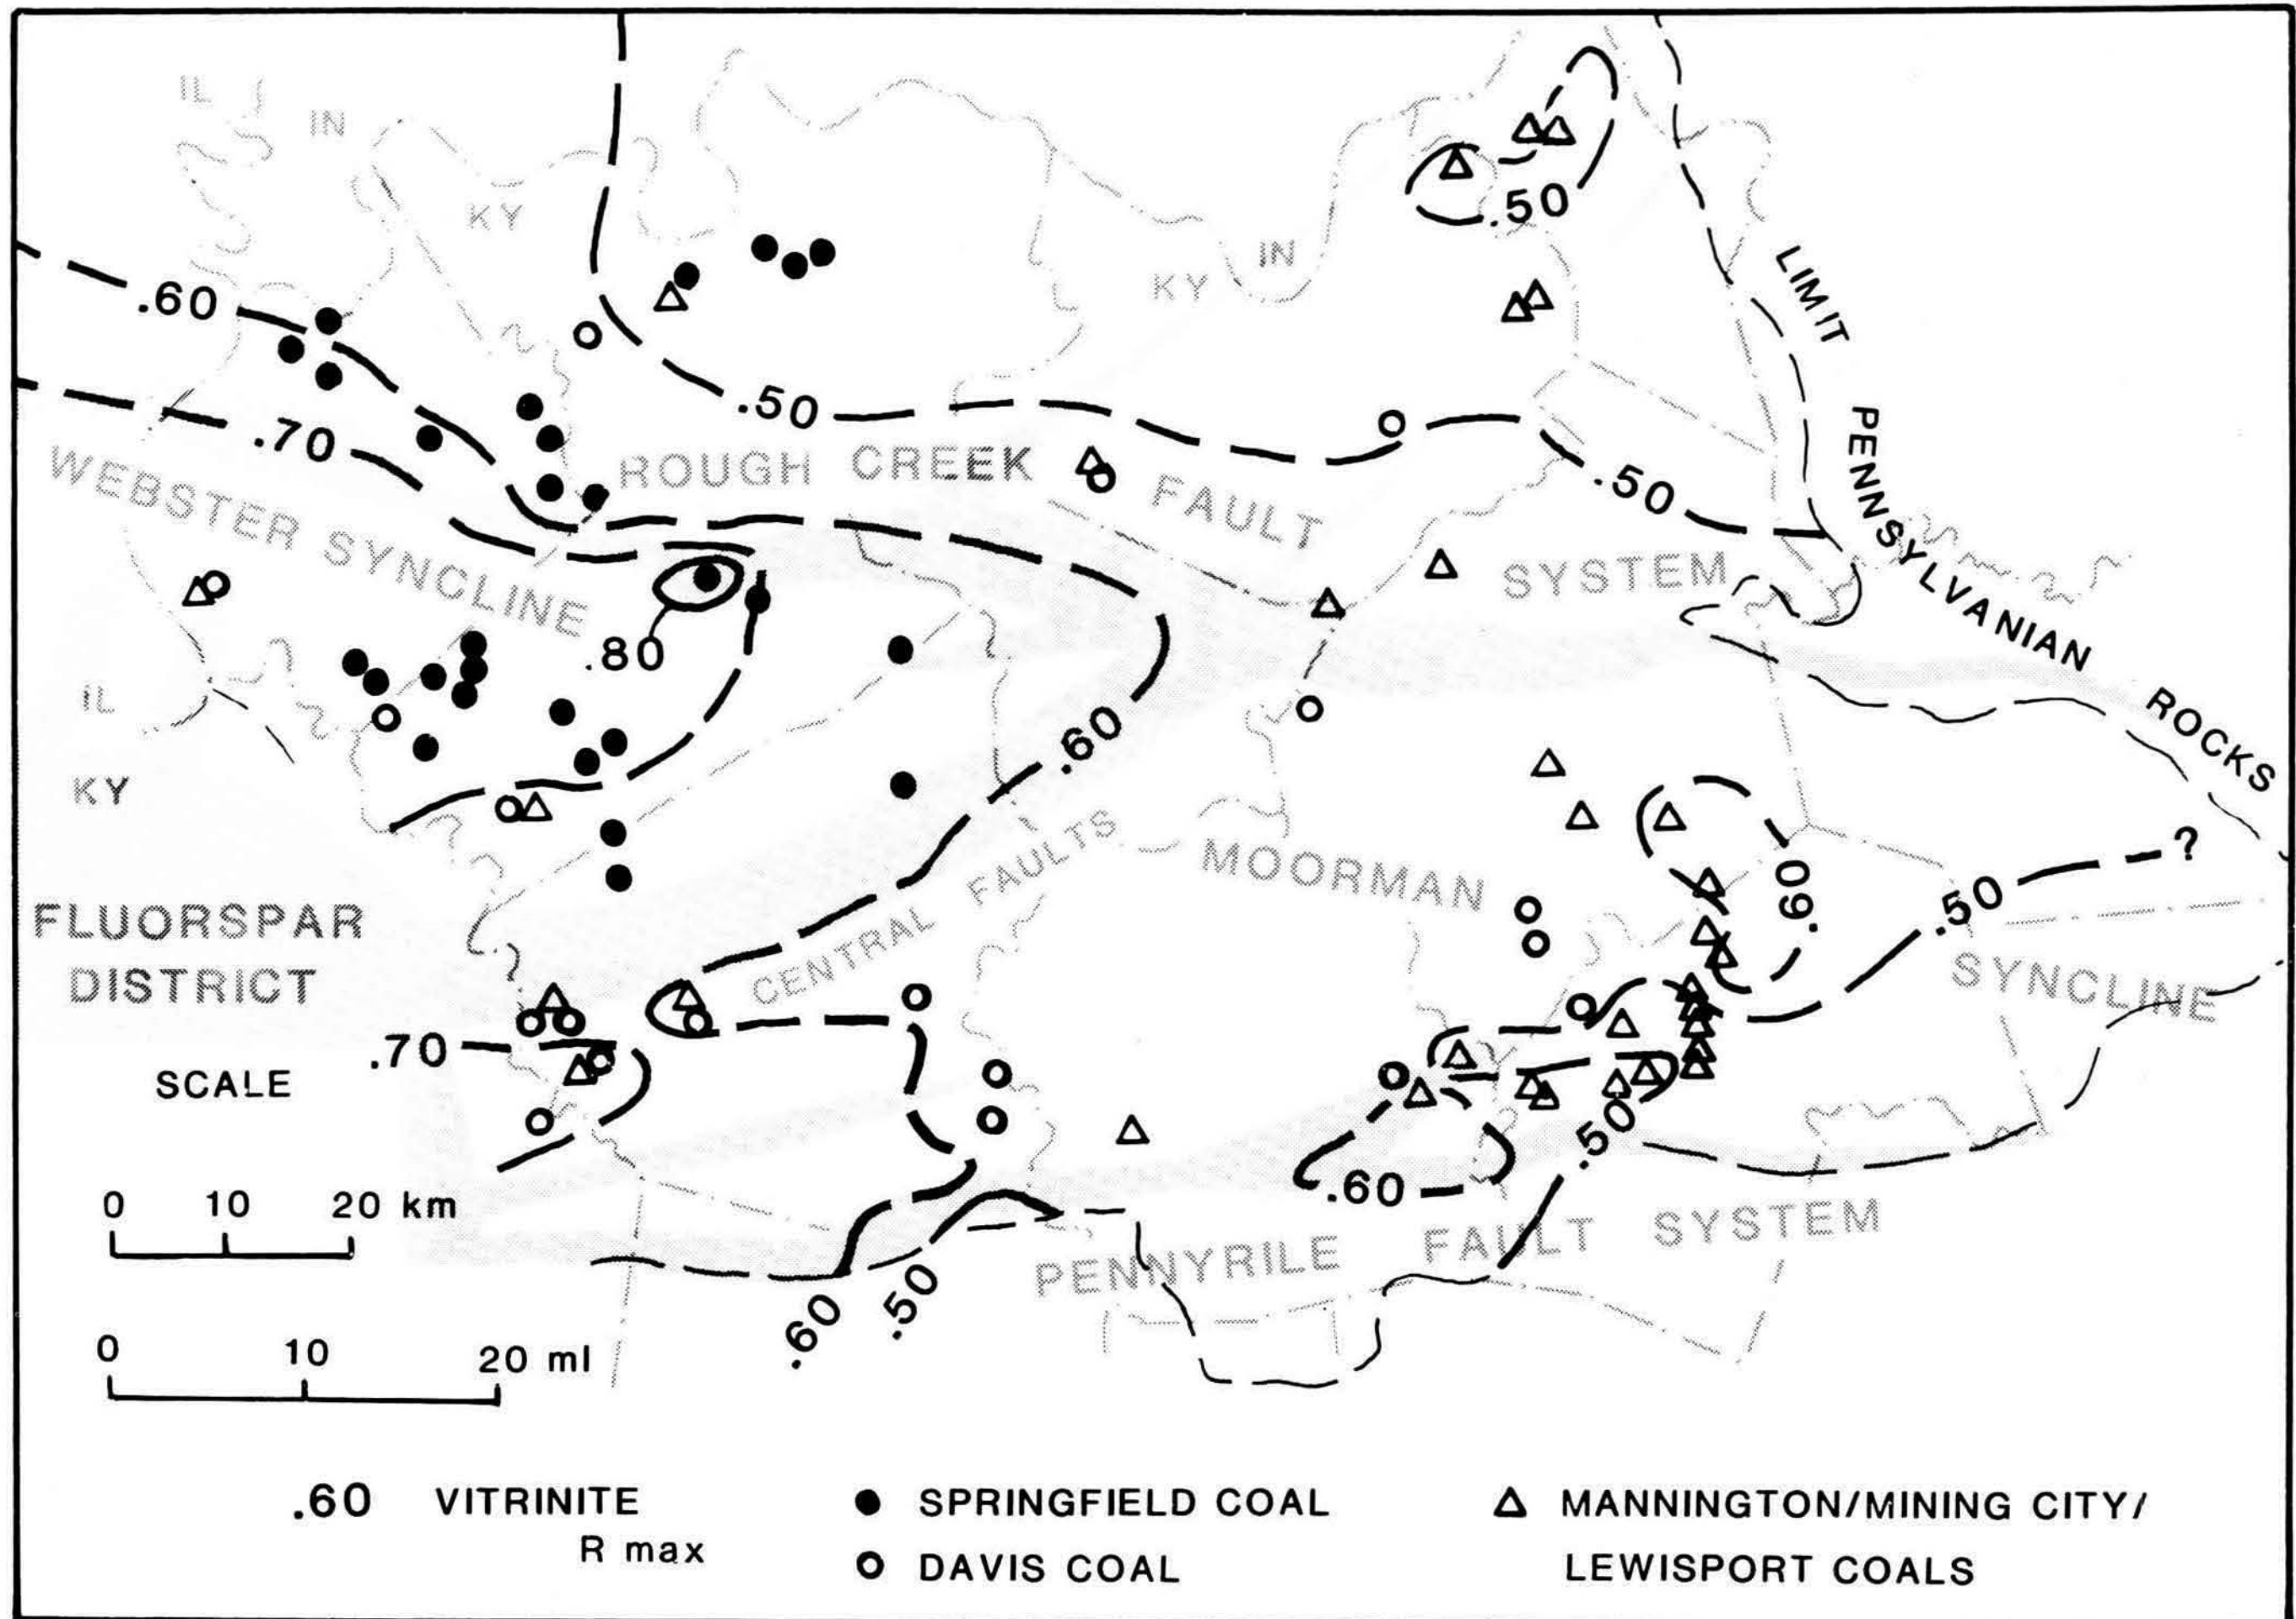 IL
IN
KY
IN
KY
.50
.60
LIMIT
.50
.70
PENNSYLVANIAN
ROUGH CREEK
FAULT
.50
WEBSTER SYNCLINE
SYSTEM
.80
IL
ROCKS
.60
KY
CENTRAL FAULTS
MOORMAN
?
.60
.50
FLUORSPAR
DISTRICT
SYNCLINE
.70
SCALE
.50
.60
0 10 20 km
FAULT SYSTEM
PENNYRILE
.60
.50
0 10 20 mI
.60 VITRINITE
R max
SPRINGFIELD COAL
DAVIS COAL
MANNINGTON/MINING CITY/
LEWISPORT COALS